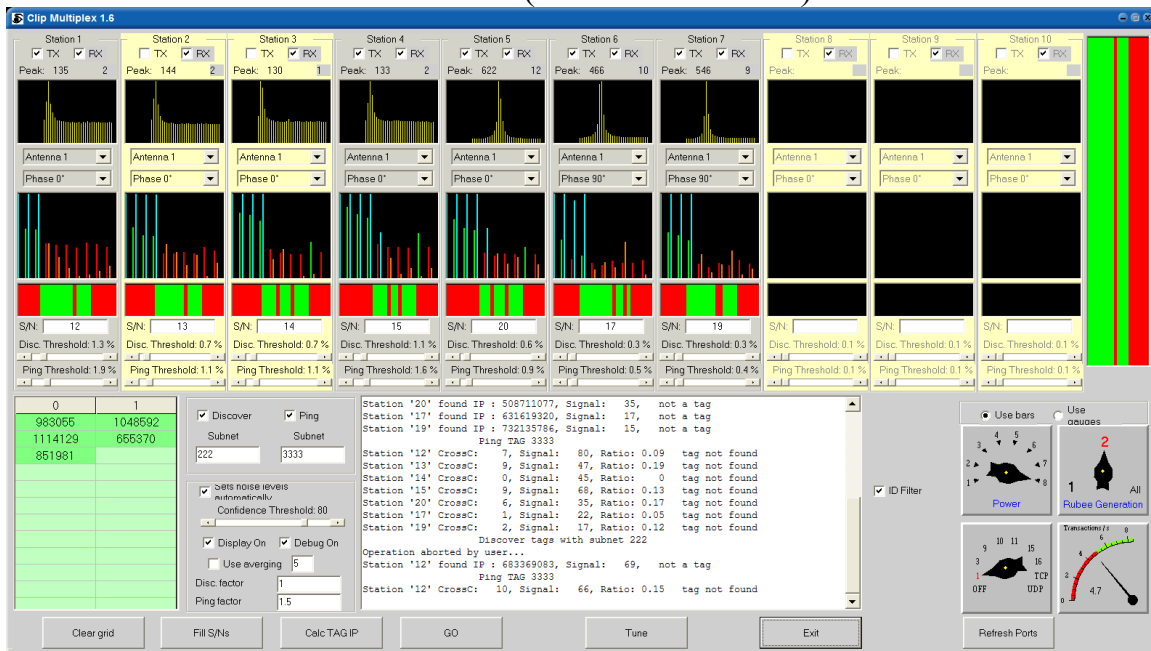 Clip Multiplex 1.6
Station 1 Station 2 Station 3 Station 4 Station 5 Station 6 Station 7 Station 8 Station 9 Station 10
TX RX TX RX TX RX TX RX TX RX TX RX TX RX TX RX TX RX TX RX
Peak: 135 2 Peak: 144 2 Peak: 130 1 Peak: 133 2 Peak: 622 12 Peak: 466 10 Peak: 546 9 Peak: Peak: Peak:
Antenna 1 Antenna 1 Antenna 1 Antenna 1 Antenna 1 Antenna 1 Antenna 1 Antenna 1 Antenna 1 Antenna 1
Phase 0° Phase 0° Phase 0° Phase 0° Phase 0° Phase 90° Phase 90° Phase 0° Phase 0° Phase 0°
S/N: 12 S/N: 13 S/N: 14 S/N: 15 S/N: 20 S/N: 17 S/N: 19 S/N: S/N: S/N:
Disc. Threshold: 1.3 % Disc. Threshold: 0.7 % Disc. Threshold: 0.7 % Disc. Threshold: 1.1 % Disc. Threshold: 0.6 % Disc. Threshold: 0.3 % Disc. Threshold: 0.3 % Disc. Threshold: 0.1 % Disc. Threshold: 0.1 % Disc. Threshold: 0.1 %
Ping Threshold: 1.9 % Ping Threshold: 1.1 % Ping Threshold: 1.1 % Ping Threshold: 1.6 % Ping Threshold: 0.9 % Ping Threshold: 0.5 % Ping Threshold: 0.4 % Ping Threshold: 0.1 % Ping Threshold: 0.1 % Ping Threshold: 0.1 %
0 1
983055 1048592
1114129 655370
851981
Discover Ping
Subnet Subnet
222 3333
Sets noise levels
automatically
Confidence Threshold: 80
Display On Debug On
Use averging 5
Disc. factor 1
Ping factor 1.5
Station '20' found IP : 508711077, Signal: 35, not a tag
Station '17' found IP : 631619320, Signal: 17, not a tag
Station '19' found IP : 732135786, Signal: 15, not a tag
Ping TAG 3333
Station '12' CrossC: 7, Signal: 80, Ratio: 0.09 tag not found
Station '13' CrossC: 9, Signal: 47, Ratio: 0.19 tag not found
Station '14' CrossC: 0, Signal: 45, Ratio: 0 tag not found
Station '15' CrossC: 9, Signal: 68, Ratio: 0.13 tag not found
Station '20' CrossC: 6, Signal: 35, Ratio: 0.17 tag not found
Station '17' CrossC: 1, Signal: 22, Ratio: 0.05 tag not found
Station '19' CrossC: 2, Signal: 17, Ratio: 0.12 tag not found
Discover tags with subnet 222
Operation aborted by user...
Station '12' found IP : 683369083, Signal: 69, not a tag
Ping TAG 3333
Station '12' CrossC: 10, Signal: 66, Ratio: 0.15 tag not found
ID Filter
Use bars Use
gauges
1 2 3 4 5 6 7 8
Power
1 2 All
Rubee Generation
OFF 1 3 9 10 11 15 16 TCP UDP
Transactions / s
0 2 4 6 8
4.7
Clear grid Fill S/Ns Calc TAG IP GO Tune Exit Refresh Ports